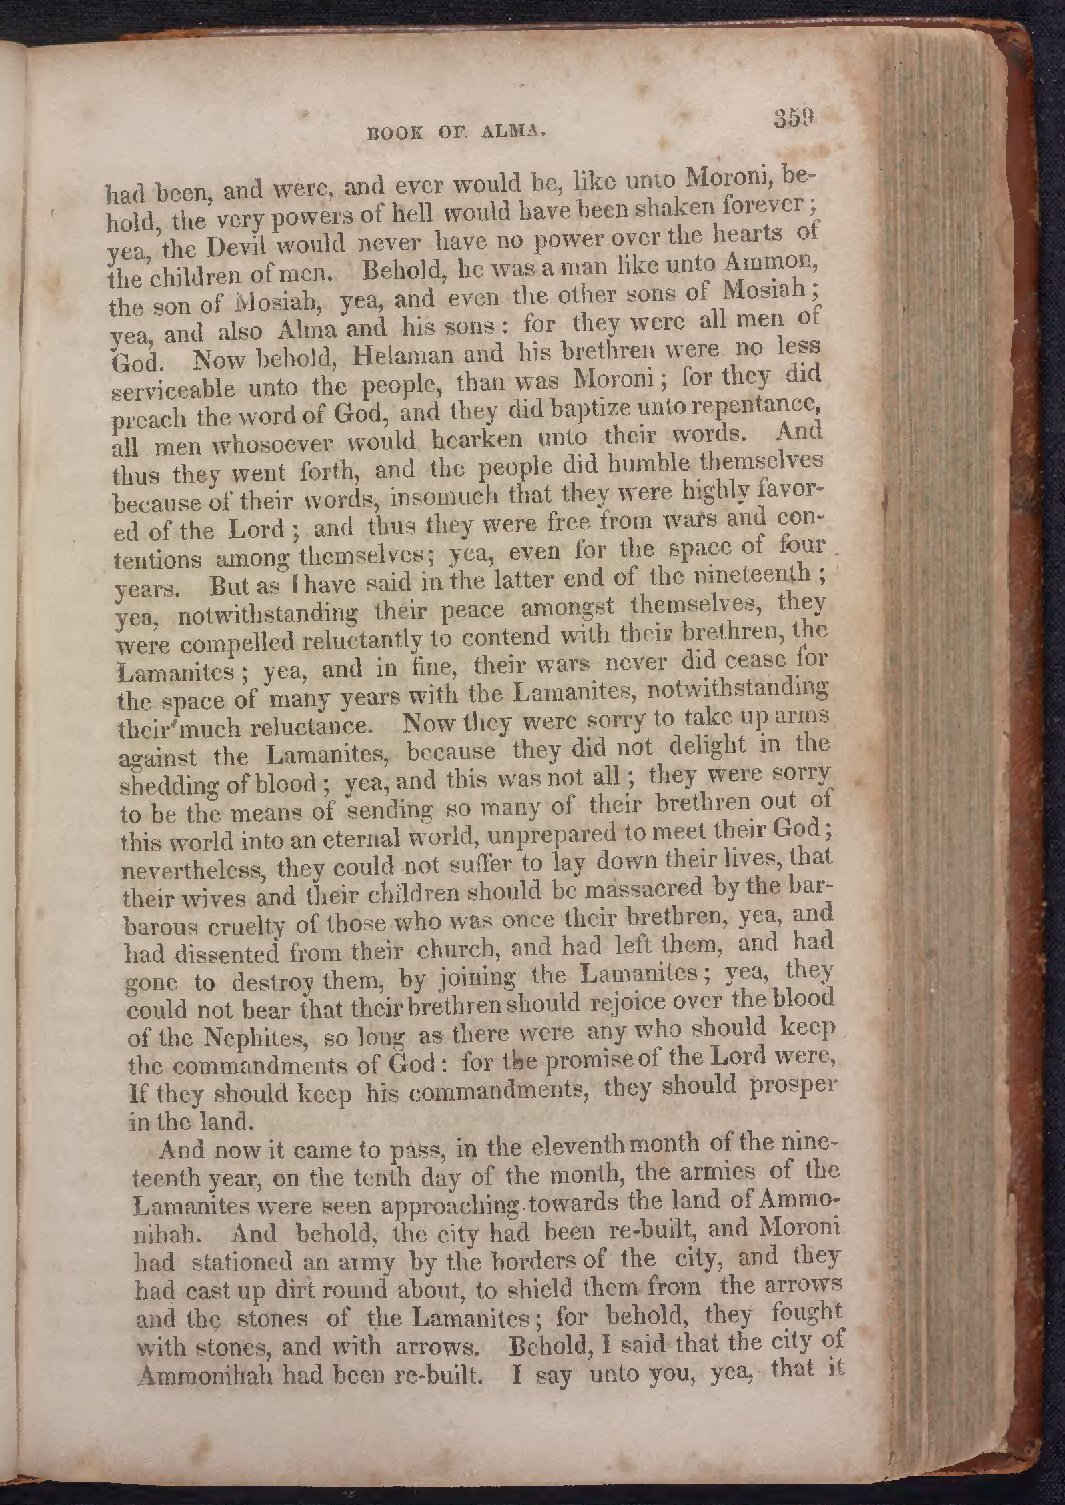 BOOK OF ALMA. 359
had been, and were, and ever would be, like unto Moroni, be-
hold, the very powers of hell would have been shaken forever;
yea, the Devil would never have no power over the hearts of
the children of men. Behold, he was a man like unto Ammon,
the son of Mosiah, yea, and even the other sons of Mosiah;
yea, and also Alma and his sons: for they were all men of
God. Now behold, Helaman and his brethren were no less
serviceable unto the people, than was Moroni; for they did
preach the word of God, and they did baptize unto repentance,
all men whosoever would hearken unto their words. And
thus they went forth, and the people did humble themselves
because of their words, insomuch that they were highly favor-
ed of the Lord; and thus they were free from wars and con-
tentions among themselves; yea, even for the space of four
years. But as I have said in the latter end of the nineteenth;
yea, notwithstanding their peace amongst themselves, they
were compelled reluctantly to contend with their brethren, the
Lamanites; yea, and in fine, their wars never did cease for
the space of many years with the Lamanites, notwithstanding
their much reluctance. Now they were sorry to take up arms
against the Lamanites, because they did not delight in the
shedding of blood; yea, and this was not all; they were sorry
to be the means of sending so many of their brethren out of
this world into an eternal world, unprepared to meet their God;
nevertheless, they could not suffer to lay down their lives, that
their wives and their children should be massacred by the bar-
barous cruelty of those who was once their brethren, yea, and
had dissented from their church, and had left them, and had
gone to destroy them, by joining the Lamanites; yea, they
could not bear that their brethren should rejoice over the blood
of the Nephites, so long as there were any who should keep
the commandments of God: for the promise of the Lord were,
If they should keep his commandments, they should prosper
in the land.
And now it came to pass, in the eleventh month of the nine-
teenth year, on the tenth day of the month, the armies of the
Lamanites were seen approaching towards the land of Ammo-
nihah. And behold, the city had been re-built, and Moroni
had stationed an army by the borders of the city, and they
had cast up dirt round about, to shield them from the arrows
and the stones of the Lamanites; for behold, they fought
with stones, and with arrows. Behold, I said that the city of
Ammonihah had been re-built. I say unto you, yea, that it